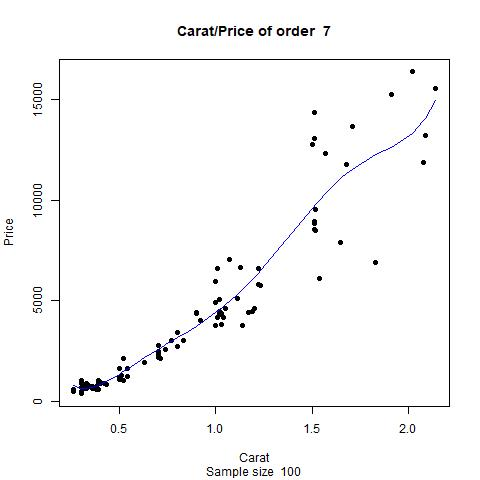 Carat/Price of order 7
Price
15000
10000
5000
0
0.5 1.0 1.5 2.0
Carat
Sample size 100